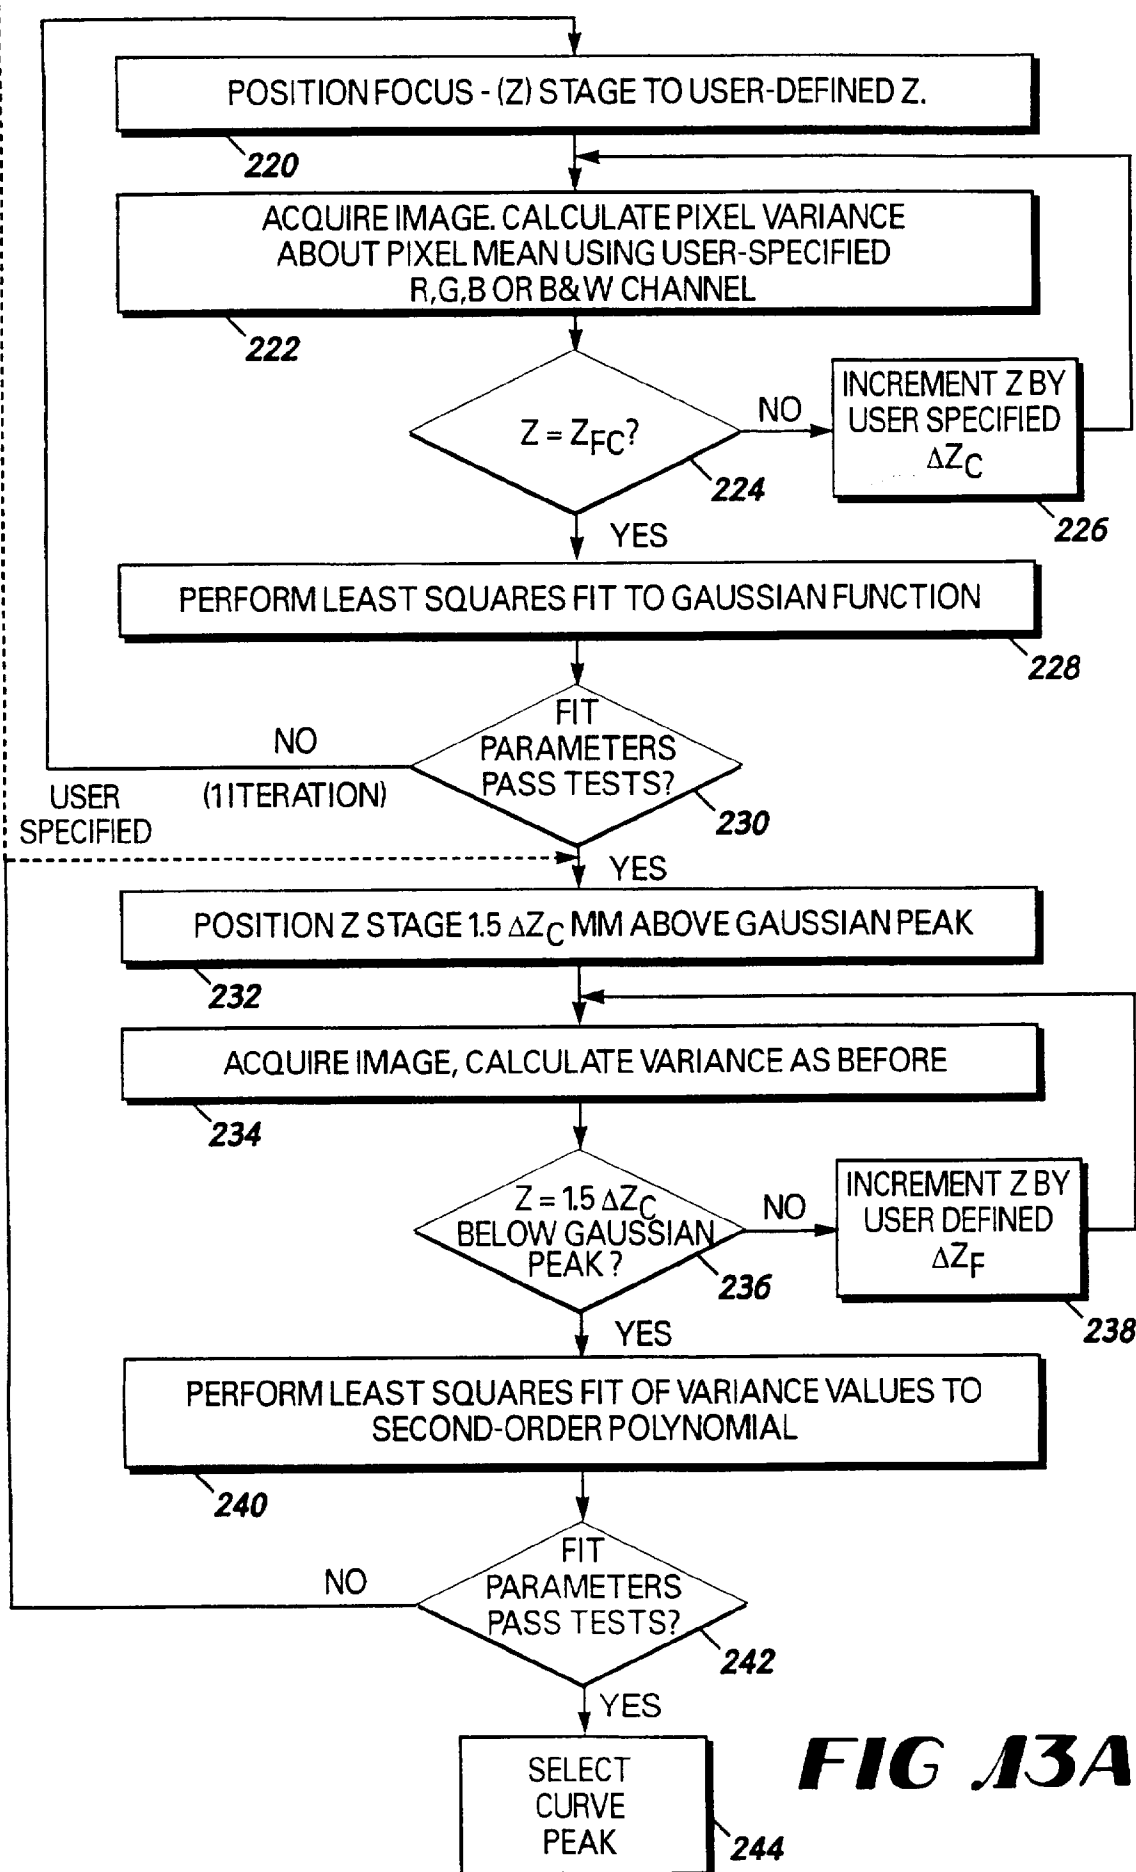 POSITION FOCUS - (Z) STAGE TO USER-DEFINED Z.
220
ACQUIRE IMAGE. CALCULATE PIXEL VARIANCE
ABOUT PIXEL MEAN USING USER-SPECIFIED
R,G,B OR B&W CHANNEL
222
Z = ZFC?
NO
224
INCREMENT Z BY
USER SPECIFIED
ΔZC
226
YES
PERFORM LEAST SQUARES FIT TO GAUSSIAN FUNCTION
228
FIT
PARAMETERS
PASS TESTS?
230
NO
(1 ITERATION)
USER
SPECIFIED
YES
POSITION Z STAGE 1.5 ΔZC MM ABOVE GAUSSIAN PEAK
232
ACQUIRE IMAGE, CALCULATE VARIANCE AS BEFORE
234
Z = 1.5 ΔZC
BELOW GAUSSIAN
PEAK?
236
NO
INCREMENT Z BY
USER DEFINED
ΔZF
238
YES
PERFORM LEAST SQUARES FIT OF VARIANCE VALUES TO
SECOND-ORDER POLYNOMIAL
240
FIT
PARAMETERS
PASS TESTS?
242
NO
YES
SELECT
CURVE
PEAK
244
FIG 13A